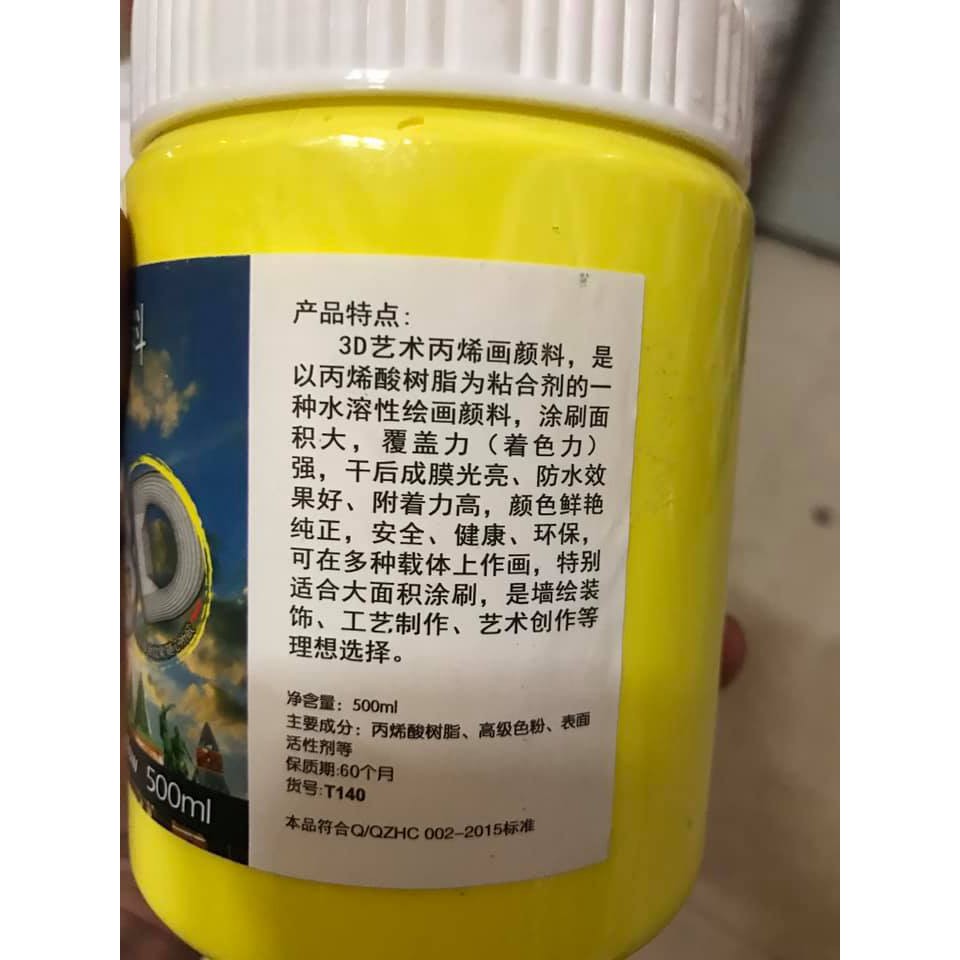 产品特点:
3D艺术丙烯画颜料，是
以丙烯酸树脂为粘合剂的一
种水溶性绘画颜料，涂刷面
积大，覆盖力（着色力）
强，干后成膜光亮、防水效
果好、附着力高，颜色鲜艳
纯正，安全、健康、环保，
可在多种载体上作画，特别
适合大面积涂刷，是墙绘装
饰、工艺制作、艺术创作等
理想选择。
净含量：500ml
主要成分：丙烯酸树脂、高级色粉、表面
活性剂等
保质期:60个月
货号:T140
本品符合Q/QZHC 002-2015标准
料
D
500ml